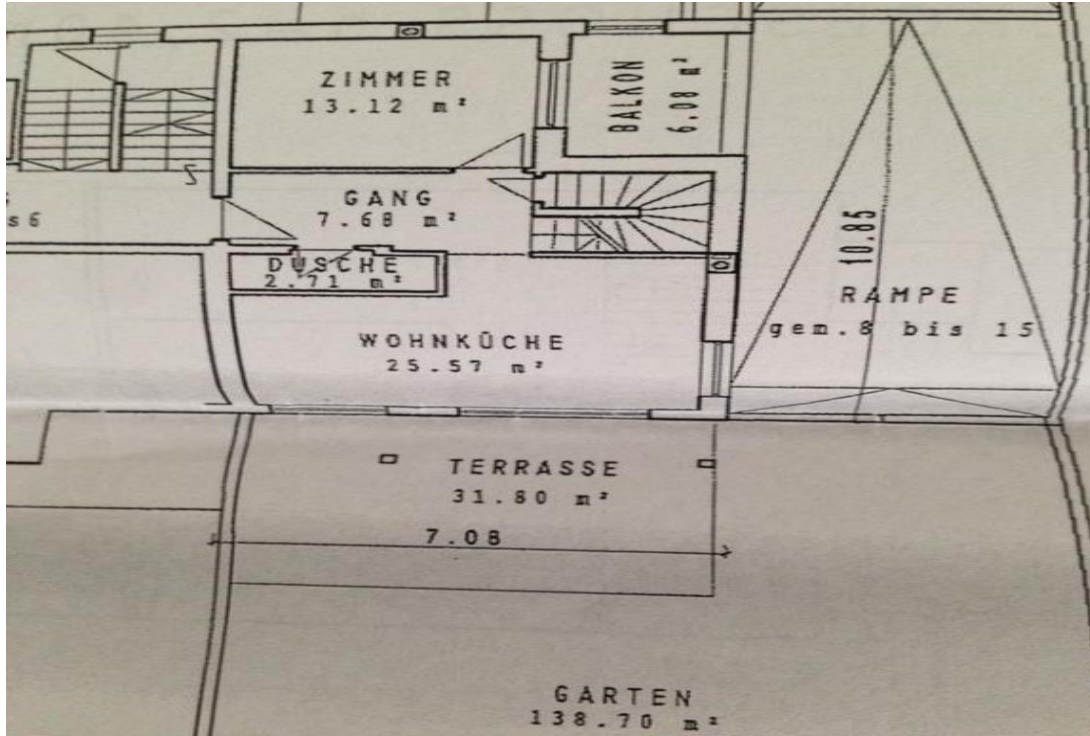 ZIMMER
13.12 m²
BALKON
6.08 m²
GANG
7.68 m²
s6
DUSCHE
2.71 m²
WOHNKÜCHE
25.57 m²
10.85
RAMPE
gem.8 bis 15
TERRASSE
31.80 m²
7.08
GARTEN
138.70 m²